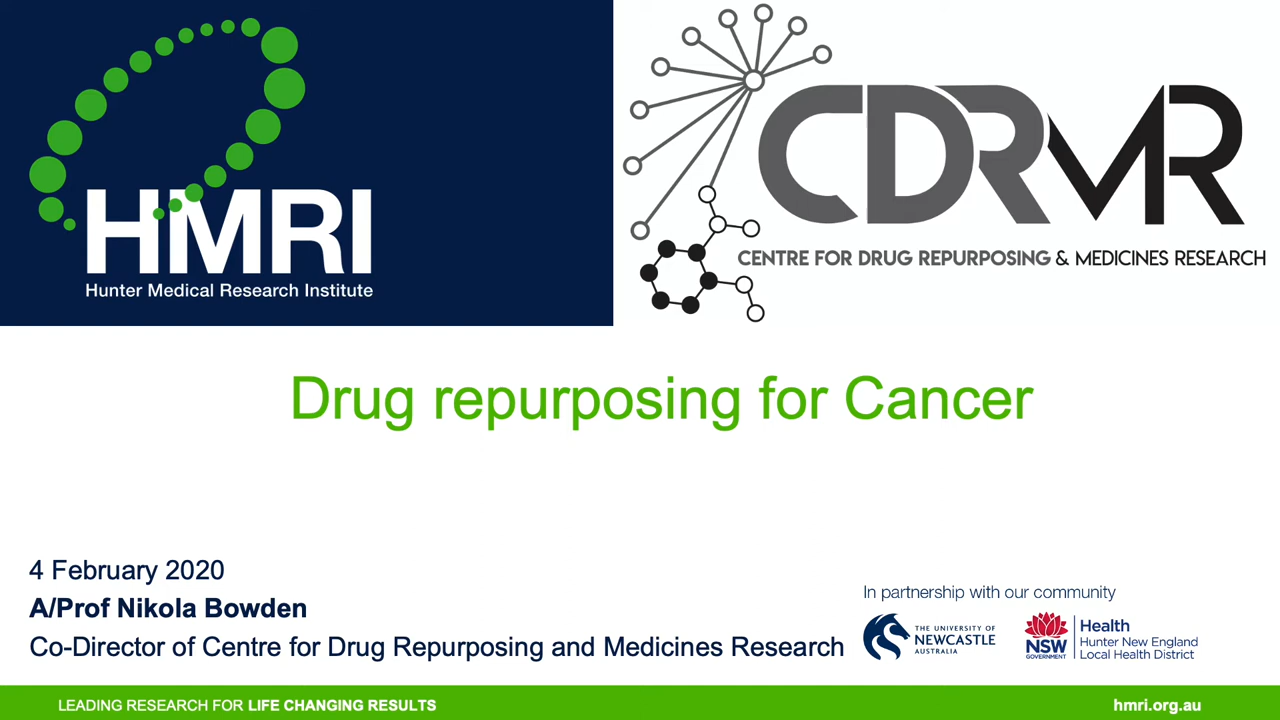 HMRI
Hunter Medical Research Institute
CDRMR
CENTRE FOR DRUG REPURPOSING & MEDICINES RESEARCH
Drug repurposing for Cancer
4 February 2020
A/Prof Nikola Bowden
Co-Director of Centre for Drug Repurposing and Medicines Research
In partnership with our community
THE UNIVERSITY OF
NEWCASTLE
AUSTRALIA
NSW
GOVERNMENT
Health
Hunter New England
Local Health District
LEADING RESEARCH FOR LIFE CHANGING RESULTS
hmri.org.au